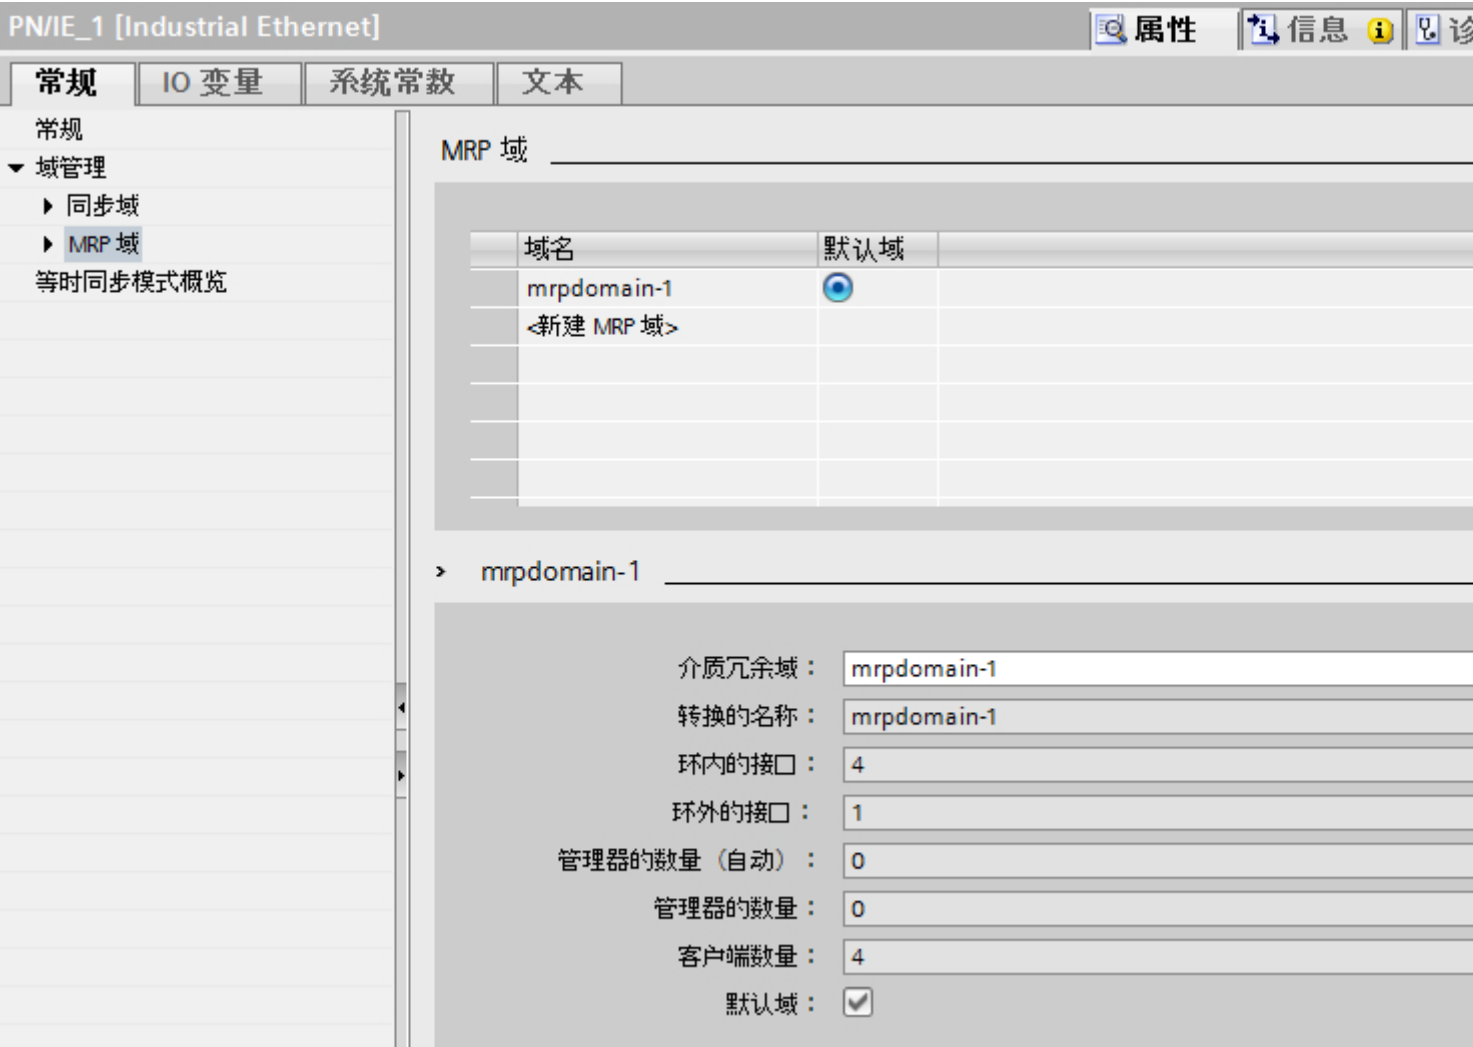 PN/IE_1 [Industrial Ethernet]
属性
信息
诊
常规
IO 变量
系统常数
文本
常规
域管理
同步域
MRP 域
等时同步模式概览
MRP 域
域名 默认域
mrpdomain-1
<新建 MRP 域>
mrpdomain-1
介质冗余域： mrpdomain-1
转换的名称： mrpdomain-1
环内的接口： 4
环外的接口： 1
管理器的数量（自动）： 0
管理器的数量： 0
客户端数量： 4
默认域：